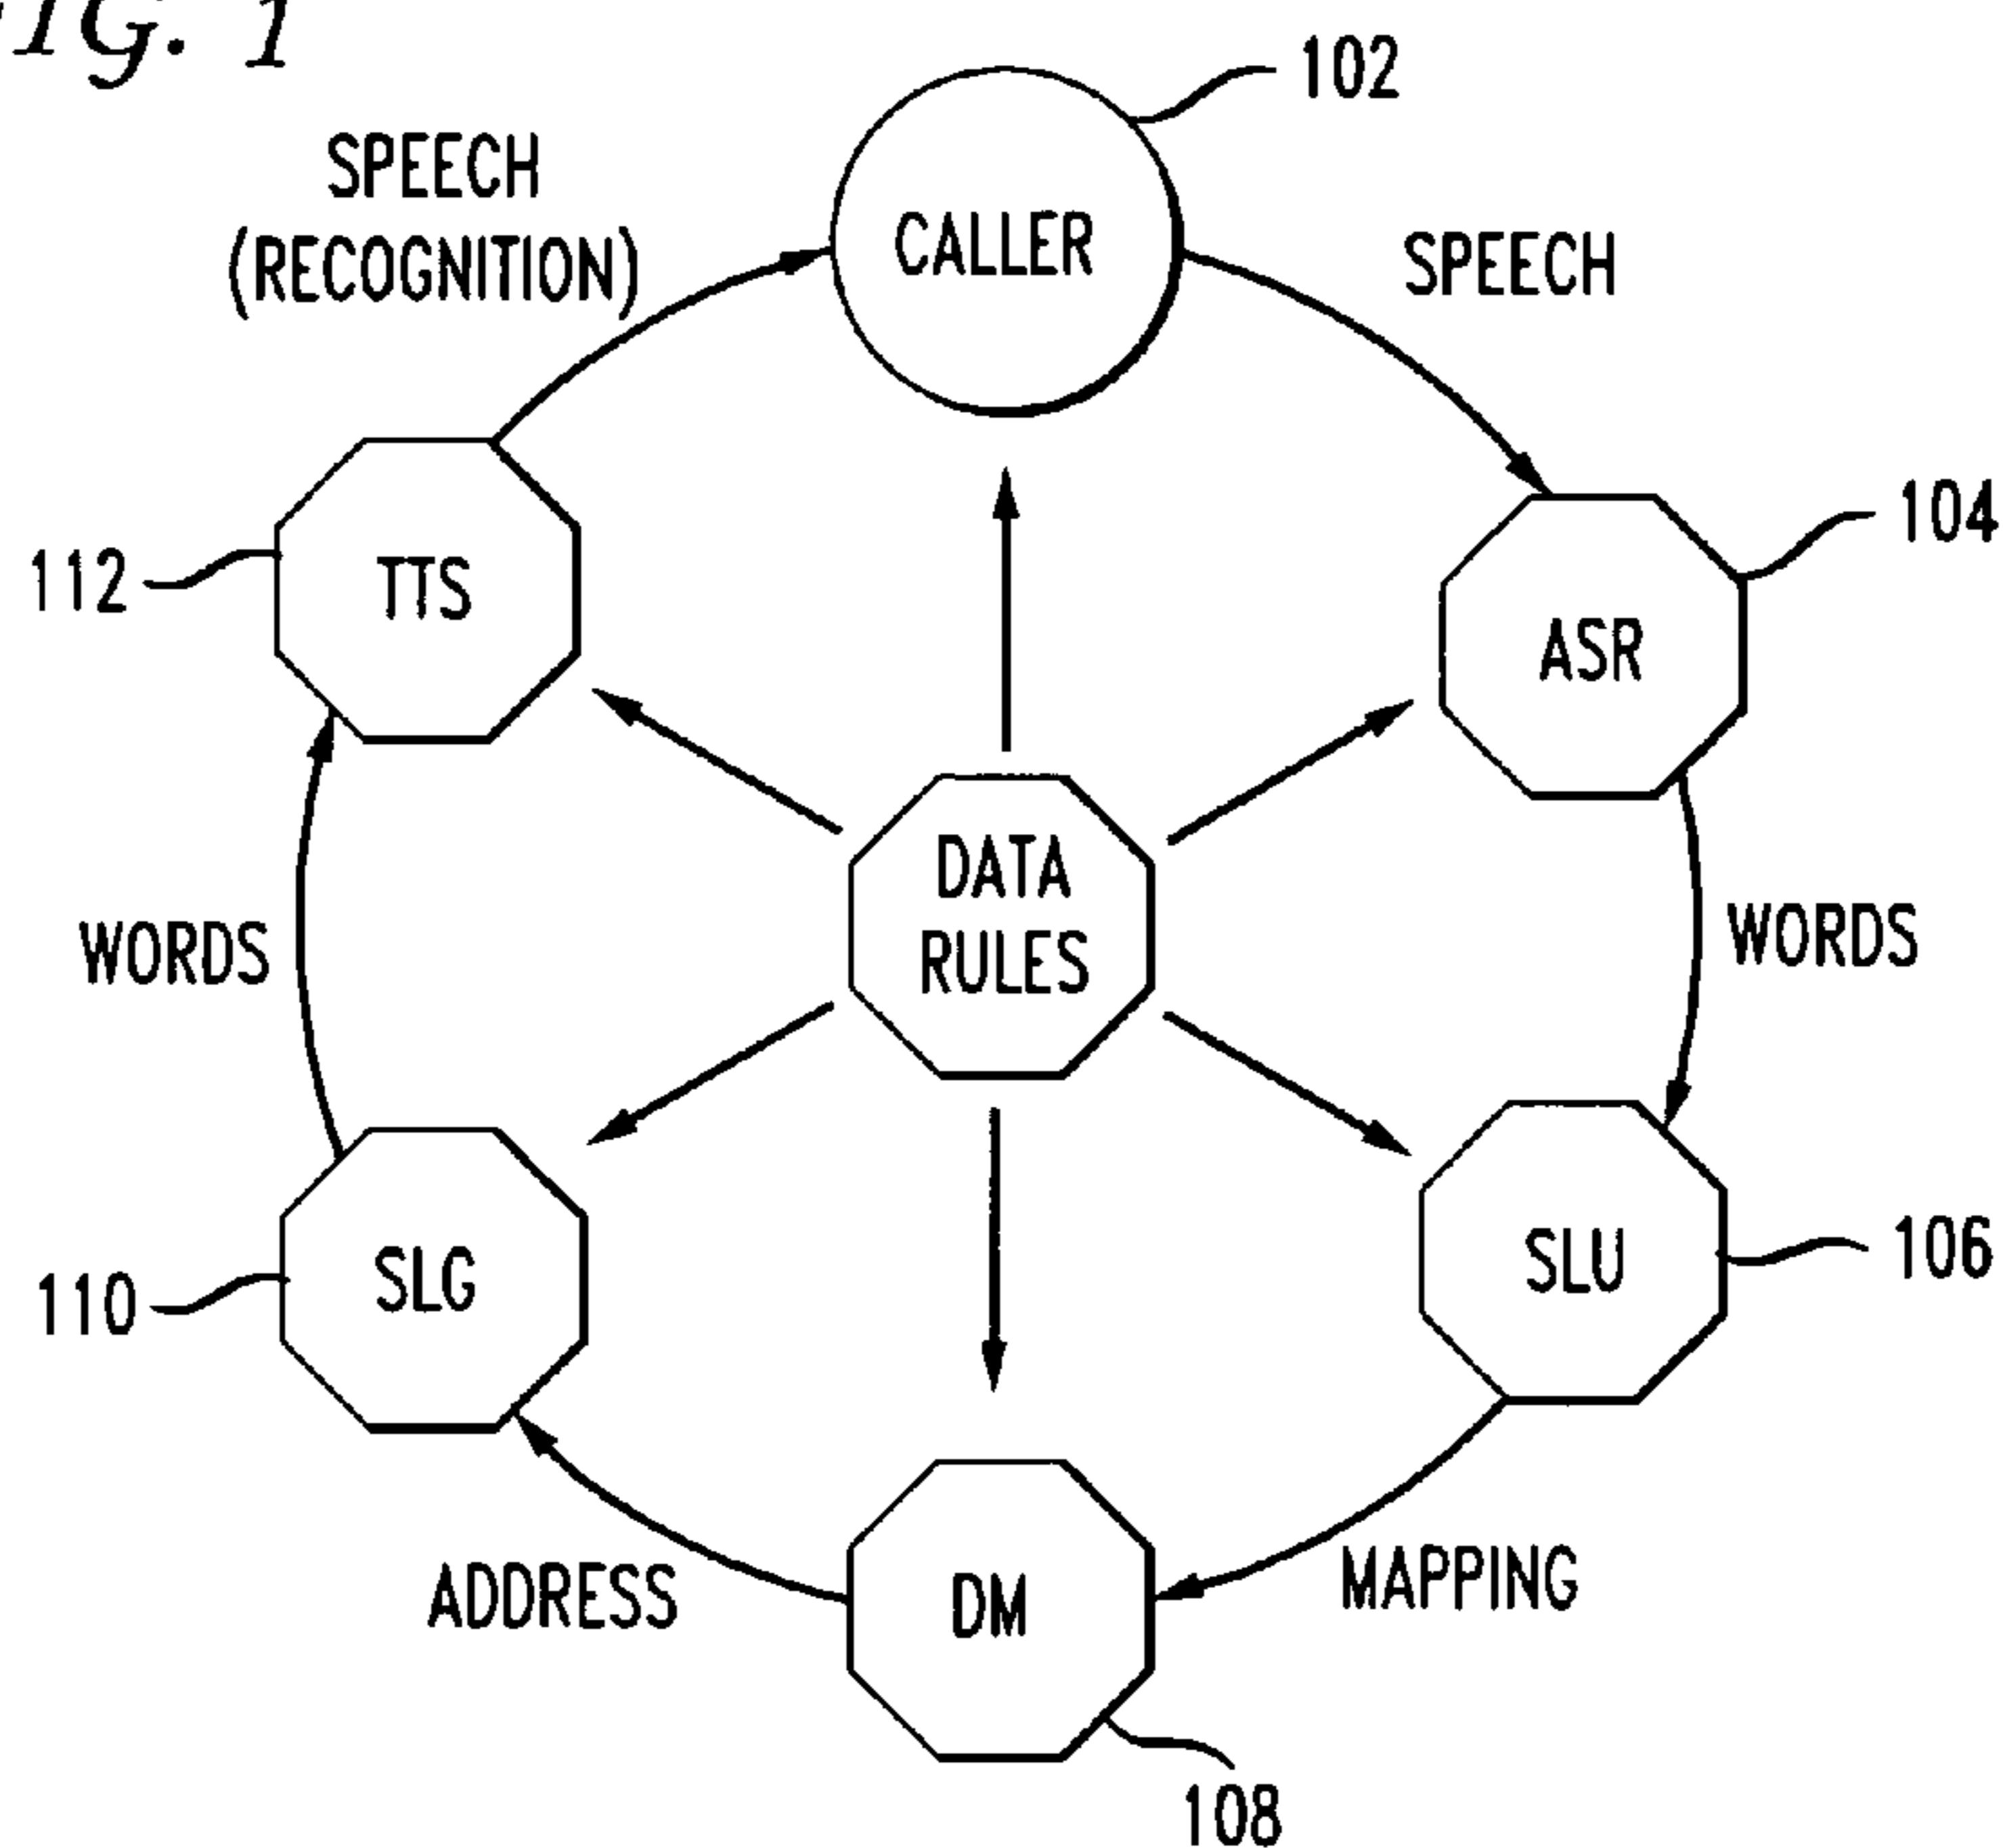 FIG. 1
102
SPEECH
(RECOGNITION)
CALLER
SPEECH
104
112
TTS
ASR
DATA
RULES
WORDS
WORDS
110
SLG
SLU
106
ADDRESS
DM
MAPPING
108